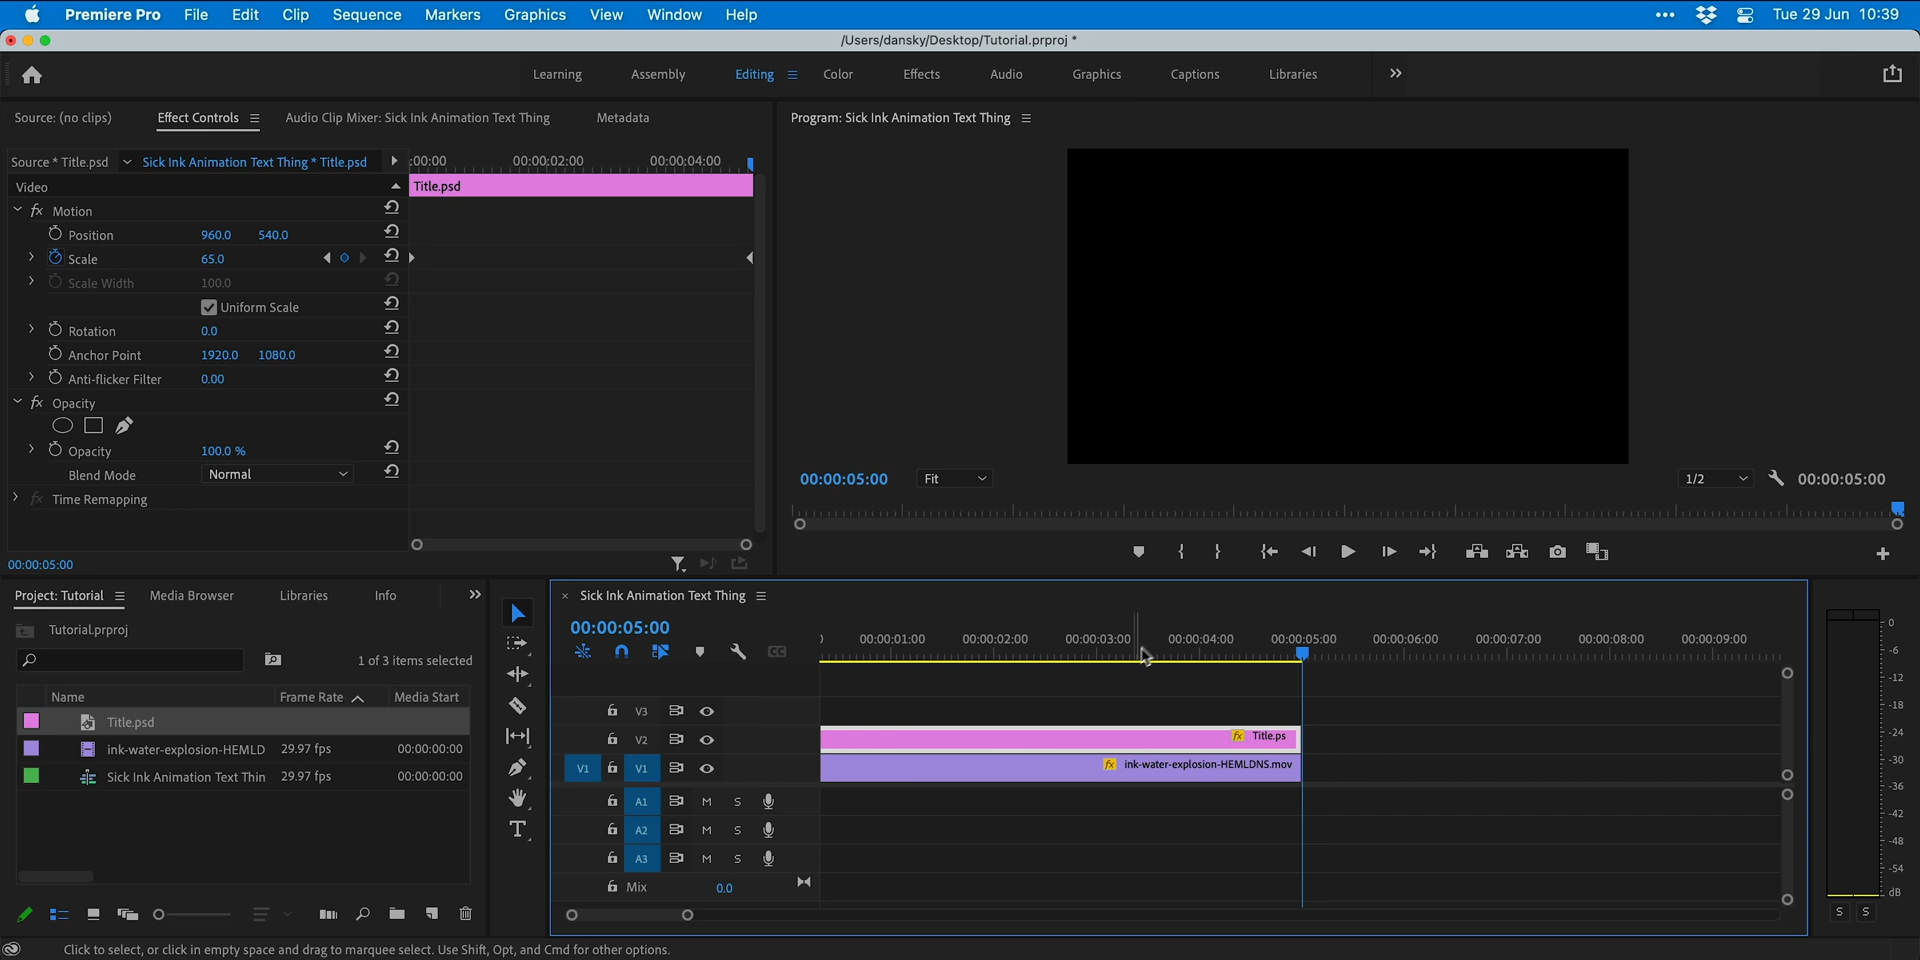 Premiere Pro File Edit Clip Sequence Markers Graphics View Window Help Tue 29 Jun 10:39
/Users/dansky/Desktop/Tutorial.prproj *
Learning Assembly Editing Color Effects Audio Graphics Captions Libraries
Source: (no clips) Effect Controls Audio Clip Mixer: Sick Ink Animation Text Thing Metadata
Program: Sick Ink Animation Text Thing
Source * Title.psd Sick Ink Animation Text Thing * Title.psd :00:00 00:00:02:00 00:00:04:00
Video Title.psd
fx Motion
Position 960.0 540.0
Scale 65.0
Scale Width 100.0
Uniform Scale
Rotation 0.0
Anchor Point 1920.0 1080.0
Anti-flicker Filter 0.00
fx Opacity
Opacity 100.0 %
Blend Mode Normal
fx Time Remapping
00:00:05:00
00:00:05:00 Fit 1/2 00:00:05:00
Project: Tutorial Media Browser Libraries Info
Tutorial.prproj
1 of 3 items selected
Name Frame Rate Media Start
Title.psd
ink-water-explosion-HEMLD 29.97 fps 00:00:00:00
Sick Ink Animation Text Thin 29.97 fps 00:00:00:00
T
Sick Ink Animation Text Thing
00:00:05:00
00:00:01:00 00:00:02:00 00:00:03:00 00:00:04:00 00:00:05:00 00:00:06:00 00:00:07:00 00:00:08:00 00:00:09:00
CC
V3
V2 fx Title.ps
V1 V1 fx ink-water-explosion-HEMLDNS.mov
A1 M S
A2 M S
A3 M S
Mix 0.0
0
-6
-12
-18
-24
-30
-36
-42
-48
-54
dB
S S
Click to select, or click in empty space and drag to marquee select. Use Shift, Opt, and Cmd for other options.